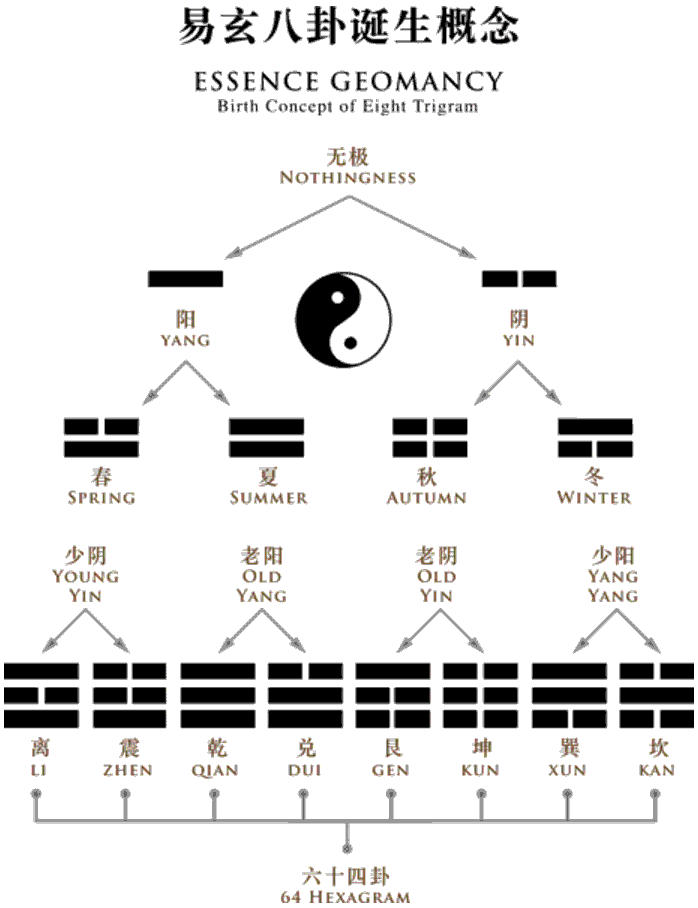 易玄八卦诞生概念
ESSENCE GEOMANCY
Birth Concept of Eight Trigram
无极
NOTHINGNESS
阳
YANG
阴
YIN
春
SPRING
夏
SUMMER
秋
AUTUMN
冬
WINTER
少阴
YOUNG
YIN
老阳
OLD
YANG
老阴
OLD
YIN
少阳
YANG
YANG
离
LI
震
ZHEN
乾
QIAN
兑
DUI
艮
GEN
坤
KUN
巽
XUN
坎
KAN
六十四卦
64 HEXAGRAM